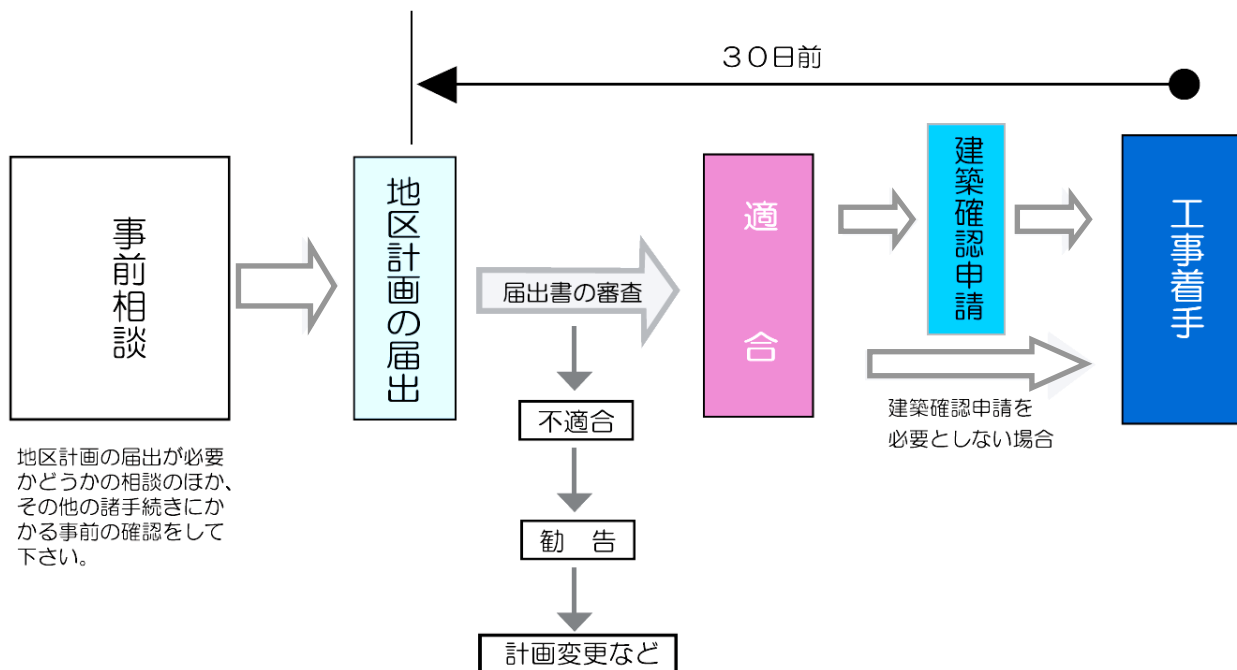 30日前
事前相談
地区計画の届出が必要
かどうかの相談のほか、
その他の諸手続きにか
かる事前の確認をして
下さい。
地区計画の届出
届出書の審査
不適合
勧　告
計画変更など
適　合
建築確認申請
建築確認申請を
必要としない場合
工事着手